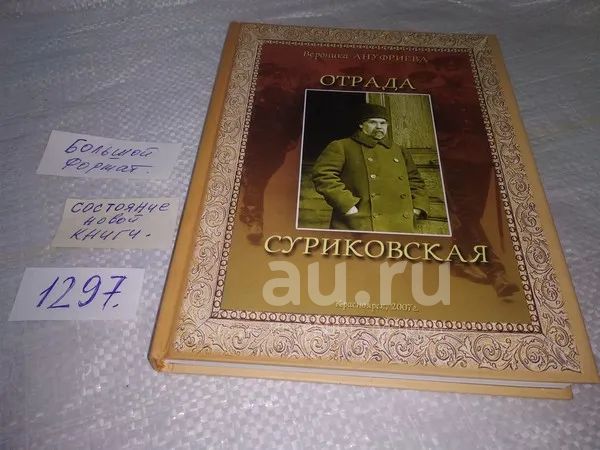 Вероника АНУФРИЕВА
ОТРАДА
СУРИКОВСКАЯ
Красноярск, 2007 г.
БОЛЬШОЙ
ФОРМАТ.
СОСТОЯНИЕ
НОВОЙ
КНИГИ.
1297.
au.ru